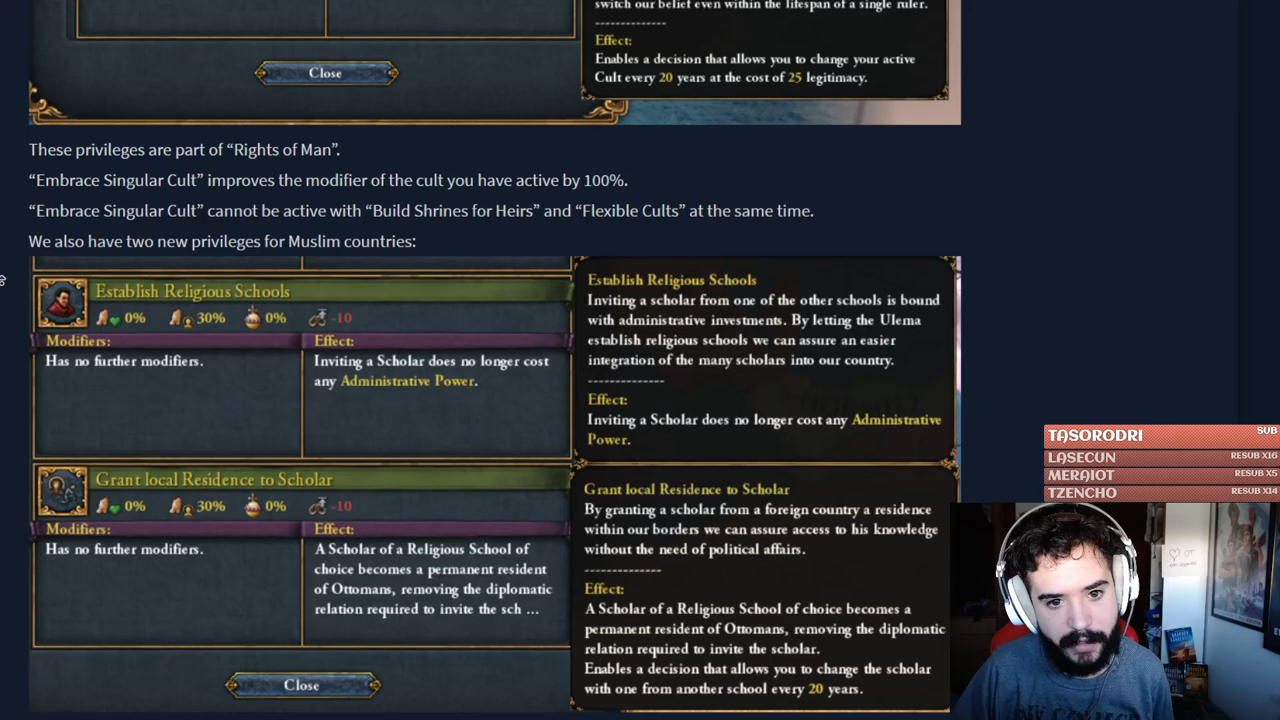 switch our belief even within the lifespan of a single ruler.
--------------
Effect:
Enables a decision that allows you to change your active
Cult every 20 years at the cost of 25 legitimacy.
Close
These privileges are part of “Rights of Man”.
“Embrace Singular Cult” improves the modifier of the cult you have active by 100%.
“Embrace Singular Cult” cannot be active with “Build Shrines for Heirs” and “Flexible Cults” at the same time.
We also have two new privileges for Muslim countries:
Establish Religious Schools
0% 30% 0% -10
Modifiers:
Has no further modifiers.
Effect:
Inviting a Scholar does no longer cost
any Administrative Power.
Establish Religious Schools
Inviting a scholar from one of the other schools is bound
with administrative investments. By letting the Ulema
establish religious schools we can assure an easier
integration of the many scholars into our country.
--------------
Effect:
Inviting a Scholar does no longer cost any Administrative
Power.
Grant local Residence to Scholar
0% 30% 0% -10
Modifiers:
Has no further modifiers.
Effect:
A Scholar of a Religious School of
choice becomes a permanent resident
of Ottomans, removing the diplomatic
relation required to invite the sch ...
Grant local Residence to Scholar
By granting a scholar from a foreign country a residence
within our borders we can assure access to his knowledge
without the need of political affairs.
--------------
Effect:
A Scholar of a Religious School of choice becomes a
permanent resident of Ottomans, removing the diplomatic
relation required to invite the scholar.
Enables a decision that allows you to change the scholar
with one from another school every 20 years.
Close
TASORODRI SUB
LASECUN RESUB X16
MERAIOT RESUB X5
TZENCHO RESUB X14